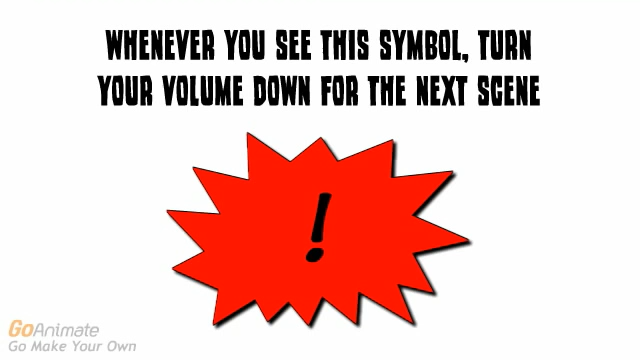 WHENEVER YOU SEE THIS SYMBOL, TURN
YOUR VOLUME DOWN FOR THE NEXT SCENE
!
GoAnimate
Go Make Your Own